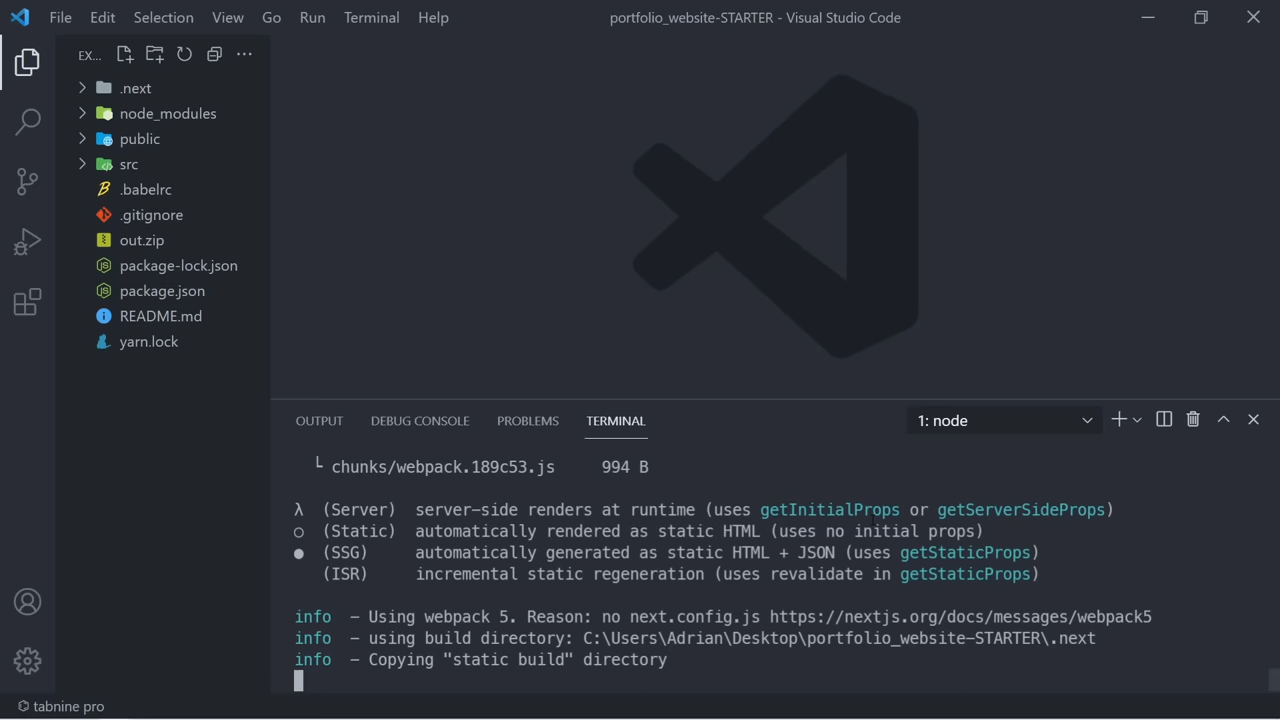 File Edit Selection View Go Run Terminal Help portfolio_website-STARTER - Visual Studio Code
EX...
.next
node_modules
public
src
.babelrc
.gitignore
out.zip
package-lock.json
package.json
README.md
yarn.lock
OUTPUT DEBUG CONSOLE PROBLEMS TERMINAL 1: node
└ chunks/webpack.189c53.js 994 B
λ (Server) server-side renders at runtime (uses getInitialProps or getServerSideProps)
○ (Static) automatically rendered as static HTML (uses no initial props)
● (SSG) automatically generated as static HTML + JSON (uses getStaticProps)
(ISR) incremental static regeneration (uses revalidate in getStaticProps)
info - Using webpack 5. Reason: no next.config.js https://nextjs.org/docs/messages/webpack5
info - using build directory: C:\Users\Adrian\Desktop\portfolio_website-STARTER\.next
info - Copying "static build" directory
tabnine pro